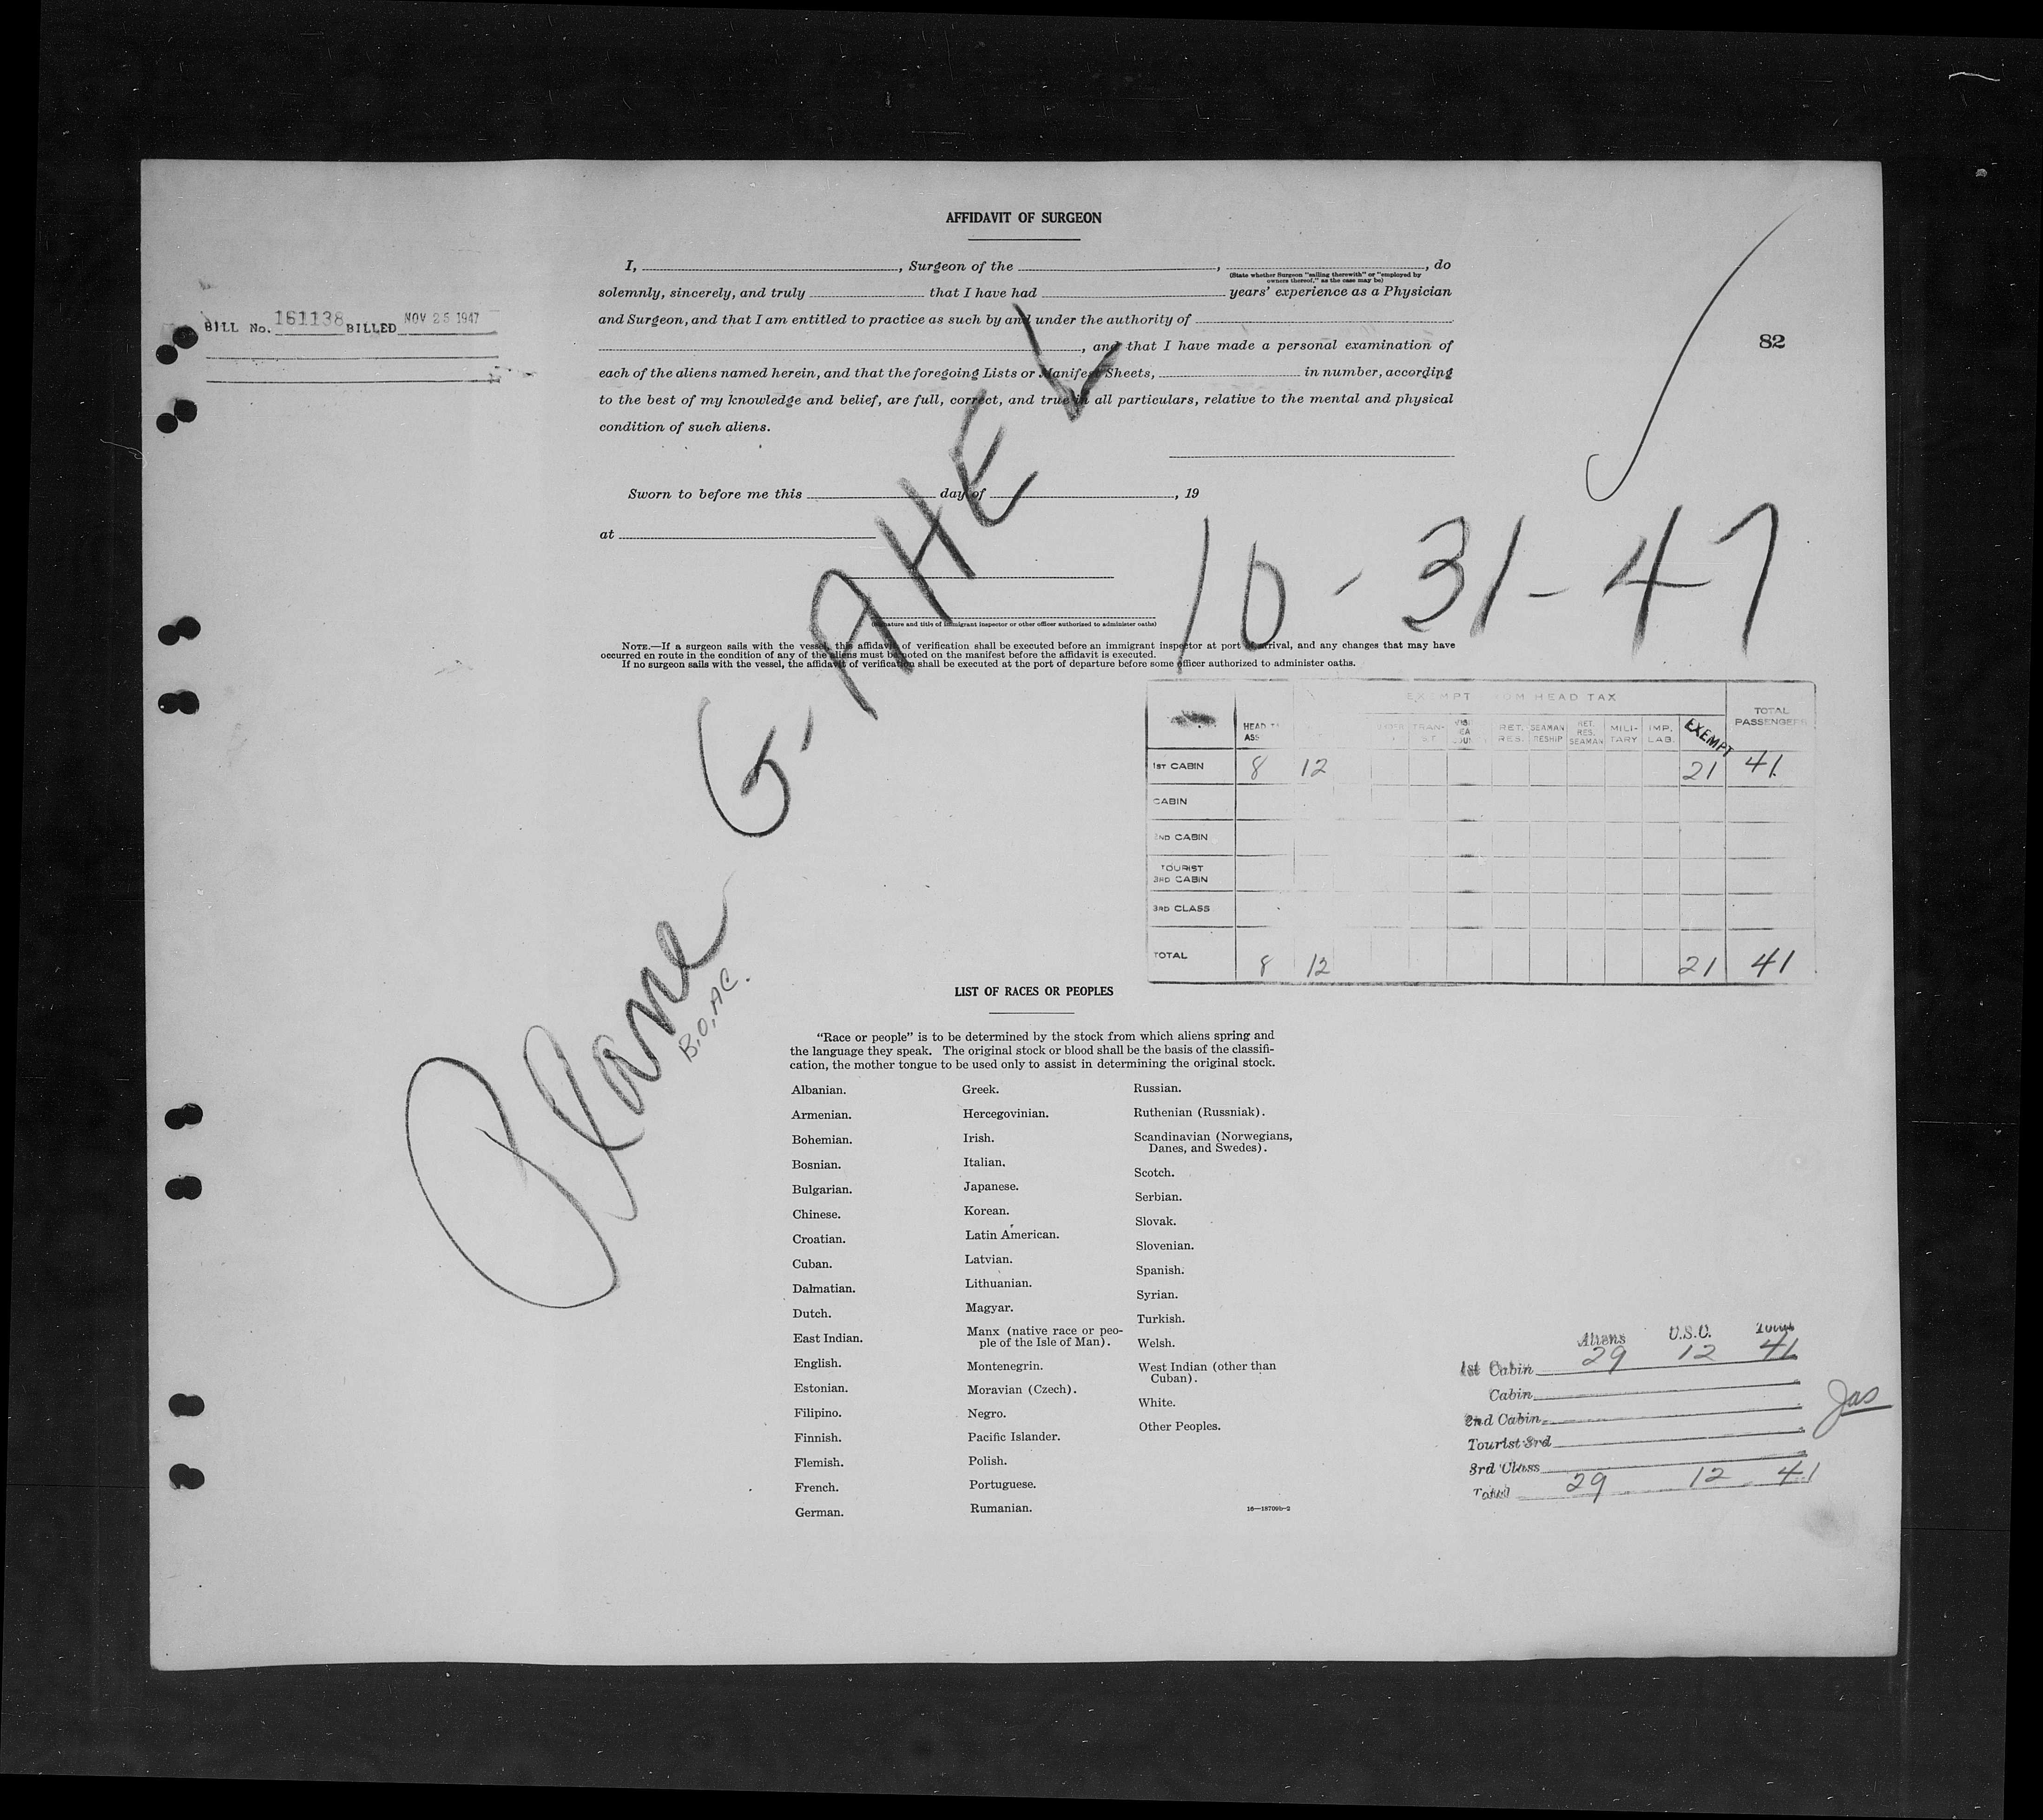 AFFIDAVIT OF SURGEON
I, , Surgeon of the , , do
(State whether Surgeon "sailing therewith" or "employed by
owners thereof," as the case may be)
solemnly, sincerely, and truly that I have had years' experience as a Physician
and Surgeon, and that I am entitled to practice as such by and under the authority of
, and that I have made a personal examination of
each of the aliens named herein, and that the foregoing Lists or Manifest Sheets, in number, according
to the best of my knowledge and belief, are full, correct, and true in all particulars, relative to the mental and physical
condition of such aliens.
BILL No. 161138 BILLED NOV 25 1947
82
Sworn to before me this day of , 19
at
(Signature and title of immigrant inspector or other officer authorized to administer oaths)
10-31-47
NOTE.—If a surgeon sails with the vessel, this affidavit of verification shall be executed before an immigrant inspector at port of arrival, and any changes that may have
occurred en route in the condition of any of the aliens must be noted on the manifest before the affidavit is executed.
If no surgeon sails with the vessel, the affidavit of verification shall be executed at the port of departure before some officer authorized to administer oaths.
Plane G-AHEL
B.O.A.C.
EXEMPT FROM HEAD TAX
HEAD TRAN- RET. RES. SEAMAN RESHIP RET. RES. SEAMAN MILI-TARY IMP. LAB. EXEMPT TOTAL PASSENGERS
1ST CABIN 8 12 21 41
CABIN
2ND CABIN
TOURIST
3RD CABIN
3RD CLASS
TOTAL 8 12 21 41
LIST OF RACES OR PEOPLES
"Race or people" is to be determined by the stock from which aliens spring and
the language they speak. The original stock or blood shall be the basis of the classifi-
cation, the mother tongue to be used only to assist in determining the original stock.
Albanian.
Armenian.
Bohemian.
Bosnian.
Bulgarian.
Chinese.
Croatian.
Cuban.
Dalmatian.
Dutch.
East Indian.
English.
Estonian.
Filipino.
Finnish.
Flemish.
French.
German.
Greek.
Hercegovinian.
Irish.
Italian.
Japanese.
Korean.
Latin American.
Latvian.
Lithuanian.
Magyar.
Manx (native race or peo-
ple of the Isle of Man).
Montenegrin.
Moravian (Czech).
Negro.
Pacific Islander.
Polish.
Portuguese.
Rumanian.
Russian.
Ruthenian (Russniak).
Scandinavian (Norwegians,
Danes, and Swedes).
Scotch.
Serbian.
Slovak.
Slovenian.
Spanish.
Syrian.
Turkish.
Welsh.
West Indian (other than
Cuban).
White.
Other Peoples.
16—18709b-2
Aliens U.S.C. Total
1st Cabin 29 12 41
Cabin
2nd Cabin
Tourist 3rd
3rd Class
Total 29 12 41
Jas